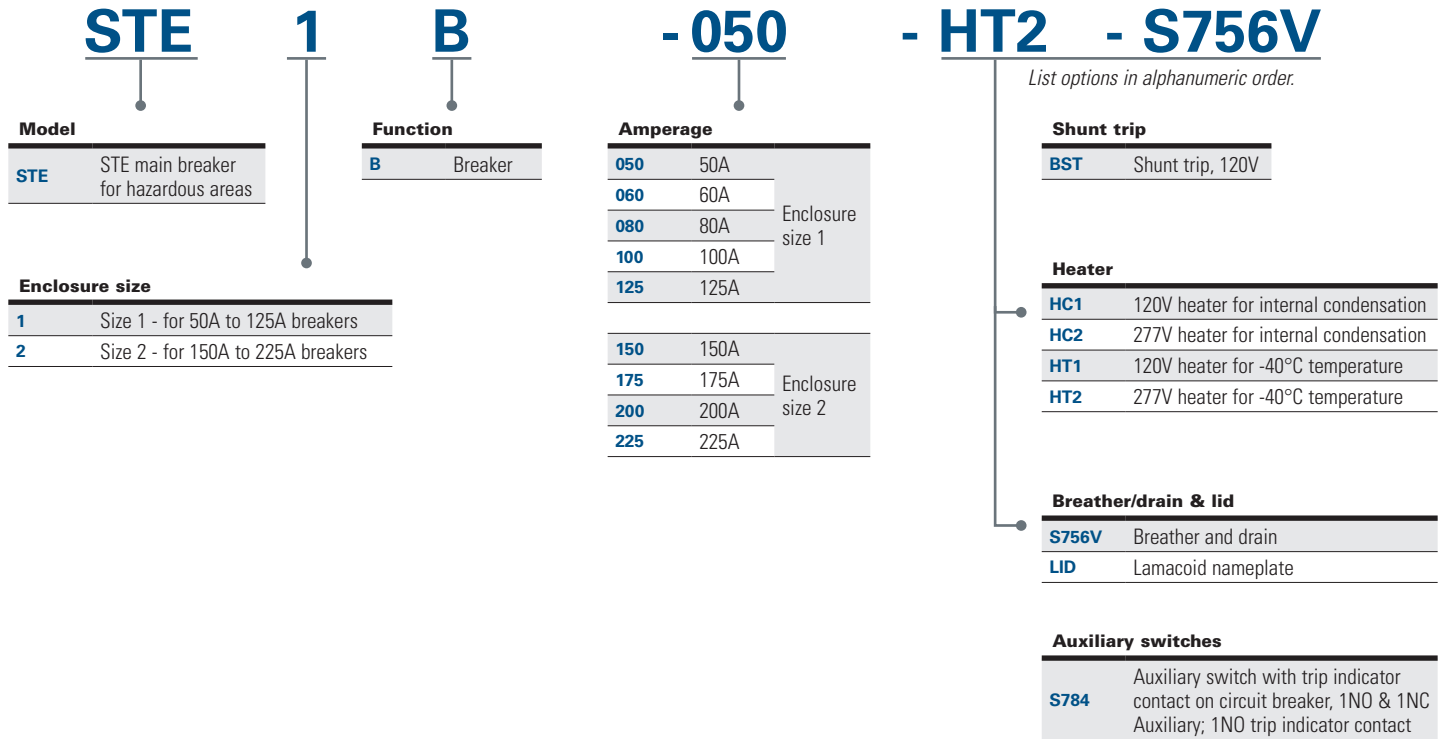 STE 1 B - 050 - HT2 - S756V
List options in alphanumeric order.
Model
STE STE main breaker
for hazardous areas
Enclosure size
1 Size 1 - for 50A to 125A breakers
2 Size 2 - for 150A to 225A breakers
Function
B Breaker
Amperage
050 50A
060 60A
080 80A
100 100A
125 125A
Enclosure
size 1
150 150A
175 175A
200 200A
225 225A
Enclosure
size 2
Shunt trip
BST Shunt trip, 120V
Heater
HC1 120V heater for internal condensation
HC2 277V heater for internal condensation
HT1 120V heater for -40°C temperature
HT2 277V heater for -40°C temperature
Breather/drain & lid
S756V Breather and drain
LID Lamacoid nameplate
Auxiliary switches
S784 Auxiliary switch with trip indicator
contact on circuit breaker, 1NO & 1NC
Auxiliary; 1NO trip indicator contact